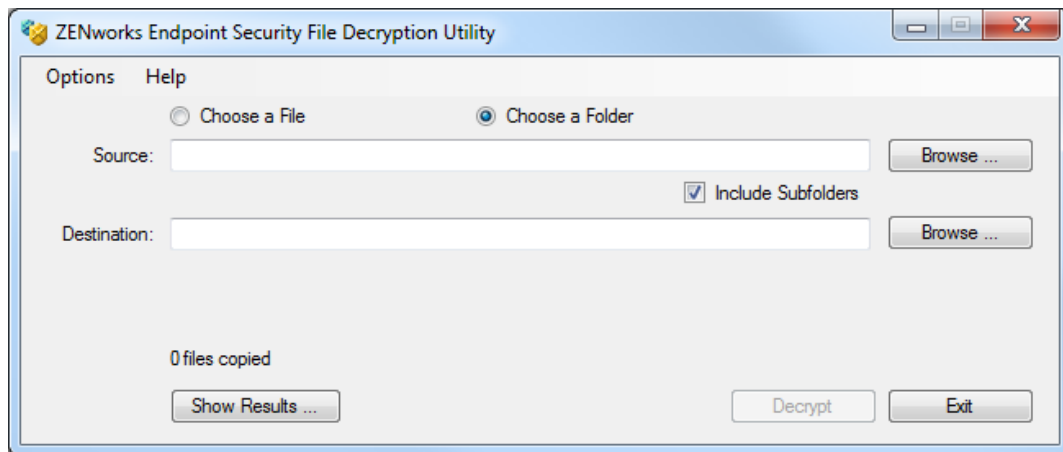 ZENworks Endpoint Security File Decryption Utility
Options Help
Choose a File Choose a Folder
Source: Browse ...
Include Subfolders
Destination: Browse ...
0 files copied
Show Results ... Decrypt Exit